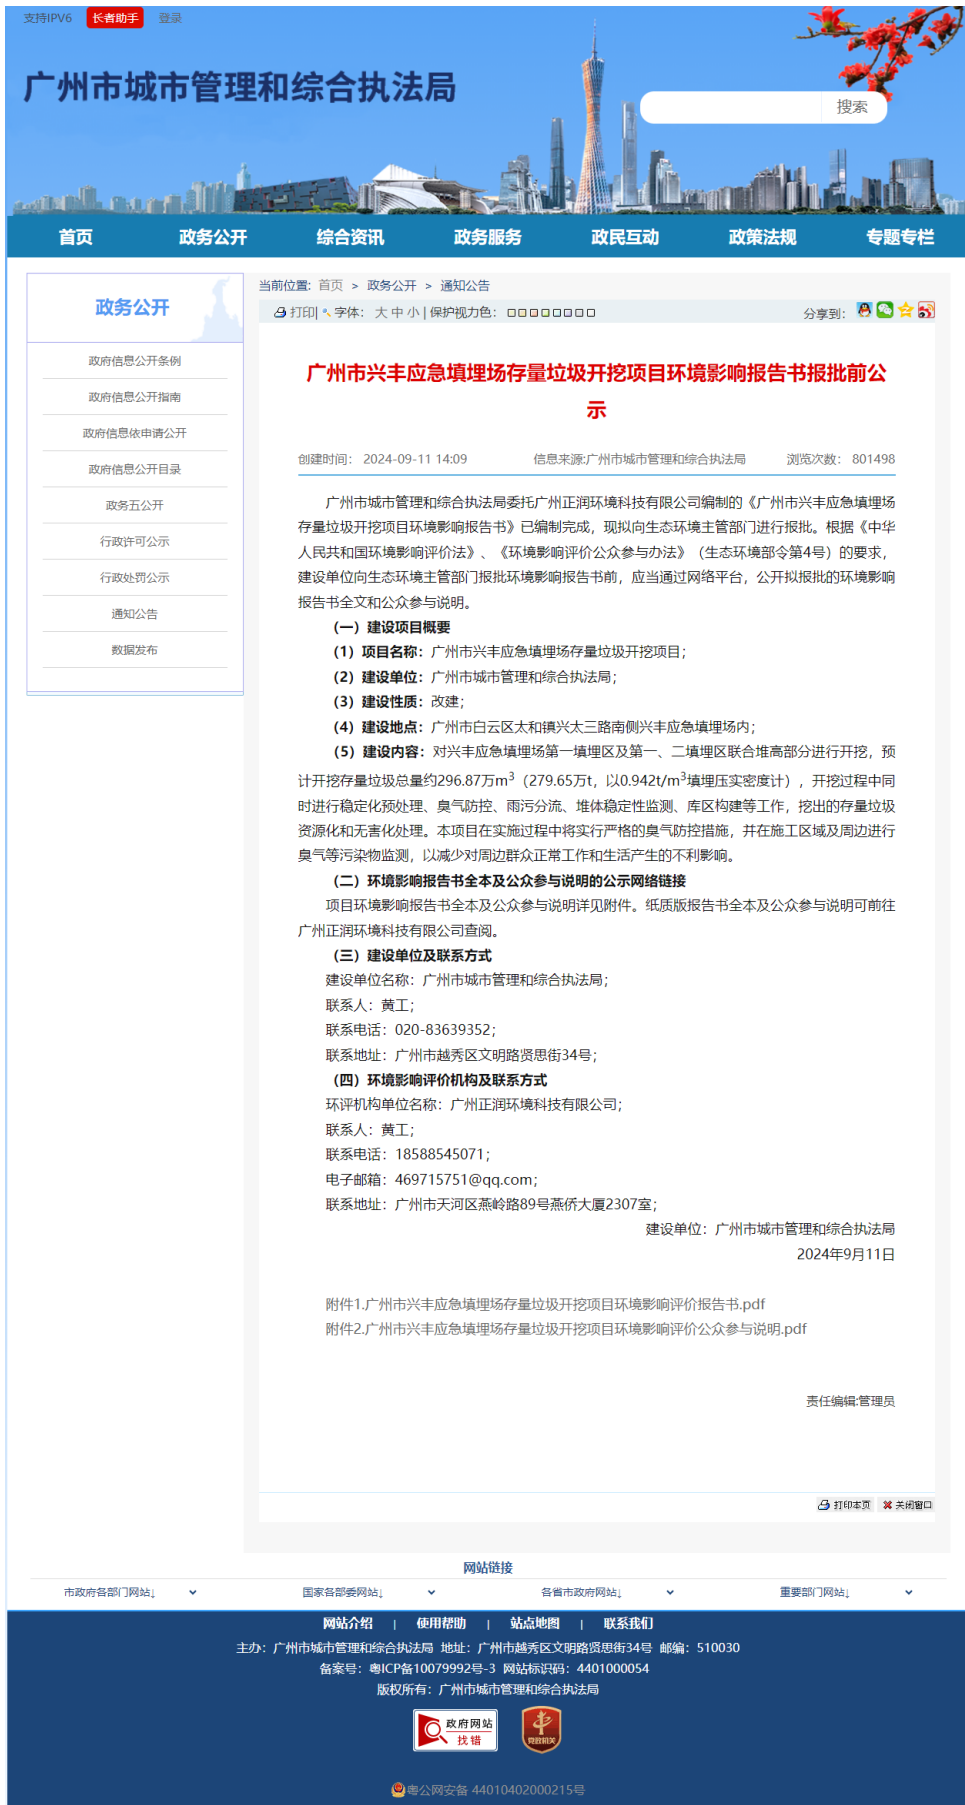 支持IPV6 长者助手 登录
广州市城市管理和综合执法局
搜索
首页 政务公开 综合资讯 政务服务 政民互动 政策法规 专题专栏
政务公开
政府信息公开条例
政府信息公开指南
政府信息依申请公开
政府信息公开目录
政务五公开
行政许可公示
行政处罚公示
通知公告
数据发布
当前位置: 首页 > 政务公开 > 通知公告
打印| 字体: 大 中 小 | 保护视力色:
分享到:
广州市兴丰应急填埋场存量垃圾开挖项目环境影响报告书报批前公
示
创建时间: 2024-09-11 14:09 信息来源:广州市城市管理和综合执法局 浏览次数: 801498
广州市城市管理和综合执法局委托广州正润环境科技有限公司编制的《广州市兴丰应急填埋场
存量垃圾开挖项目环境影响报告书》已编制完成，现拟向生态环境主管部门进行报批。根据《中华
人民共和国环境影响评价法》、《环境影响评价公众参与办法》（生态环境部令第4号）的要求，
建设单位向生态环境主管部门报批环境影响报告书前，应当通过网络平台，公开拟报批的环境影响
报告书全文和公众参与说明。
（一）建设项目概要
（1）项目名称：广州市兴丰应急填埋场存量垃圾开挖项目；
（2）建设单位：广州市城市管理和综合执法局；
（3）建设性质：改建；
（4）建设地点：广州市白云区太和镇兴太三路南侧兴丰应急填埋场内；
（5）建设内容：对兴丰应急填埋场第一填埋区及第一、二填埋区联合堆高部分进行开挖，预
计开挖存量垃圾总量约296.87万m³（279.65万t，以0.942t/m³填埋压实密度计），开挖过程中同
时进行稳定化预处理、臭气防控、雨污分流、堆体稳定性监测、库区构建等工作，挖出的存量垃圾
资源化和无害化处理。本项目在实施过程中将实行严格的臭气防控措施，并在施工区域及周边进行
臭气等污染物监测，以减少对周边群众正常工作和生活产生的不利影响。
（二）环境影响报告书全本及公众参与说明的公示网络链接
项目环境影响报告书全本及公众参与说明详见附件。纸质版报告书全本及公众参与说明可前往
广州正润环境科技有限公司查阅。
（三）建设单位及联系方式
建设单位名称：广州市城市管理和综合执法局；
联系人：黄工；
联系电话：020-83639352；
联系地址：广州市越秀区文明路贤思街34号；
（四）环境影响评价机构及联系方式
环评机构单位名称：广州正润环境科技有限公司；
联系人：黄工；
联系电话：18588545071；
电子邮箱：469715751@qq.com；
联系地址：广州市天河区燕岭路89号燕侨大厦2307室；
建设单位：广州市城市管理和综合执法局
2024年9月11日
附件1.广州市兴丰应急填埋场存量垃圾开挖项目环境影响评价报告书.pdf
附件2.广州市兴丰应急填埋场存量垃圾开挖项目环境影响评价公众参与说明.pdf
责任编辑:管理员
打印本页 关闭窗口
网站链接
市政府各部门网站↓ 国家各部委网站↓ 各省市政府网站↓ 重要部门网站↓
网站介绍 | 使用帮助 | 站点地图 | 联系我们
主办：广州市城市管理和综合执法局 地址：广州市越秀区文明路贤思街34号 邮编：510030
备案号：粤ICP备10079992号-3 网站标识码：4401000054
版权所有：广州市城市管理和综合执法局
政府网站
找错
党政机关
粤公网安备 44010402000215号